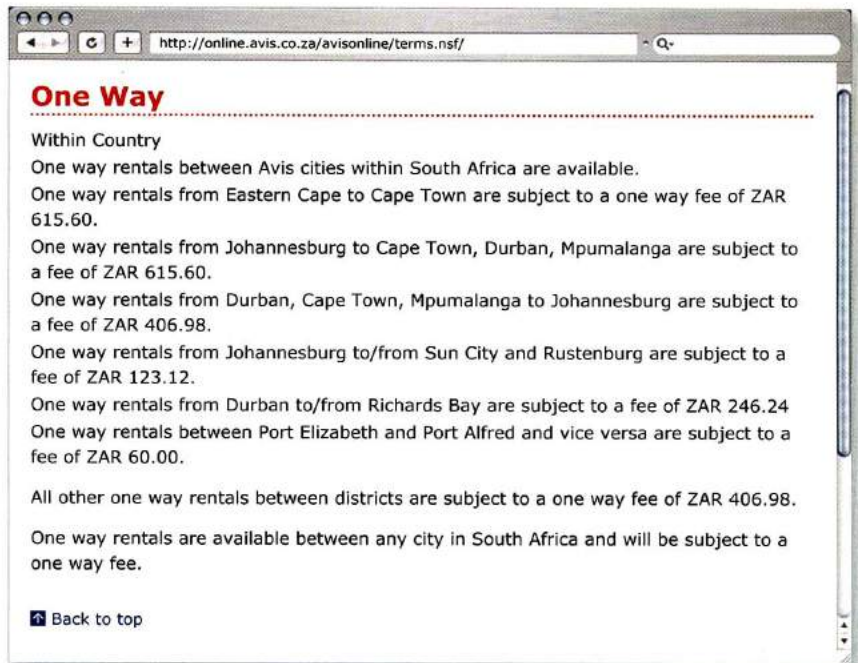 http://online.avis.co.za/avisonline/terms.nsf/
One Way
Within Country
One way rentals between Avis cities within South Africa are available.
One way rentals from Eastern Cape to Cape Town are subject to a one way fee of ZAR
615.60.
One way rentals from Johannesburg to Cape Town, Durban, Mpumalanga are subject to
a fee of ZAR 615.60.
One way rentals from Durban, Cape Town, Mpumalanga to Johannesburg are subject to
a fee of ZAR 406.98.
One way rentals from Johannesburg to/from Sun City and Rustenburg are subject to a
fee of ZAR 123.12.
One way rentals from Durban to/from Richards Bay are subject to a fee of ZAR 246.24
One way rentals between Port Elizabeth and Port Alfred and vice versa are subject to a
fee of ZAR 60.00.
All other one way rentals between districts are subject to a one way fee of ZAR 406.98.
One way rentals are available between any city in South Africa and will be subject to a
one way fee.
Back to top